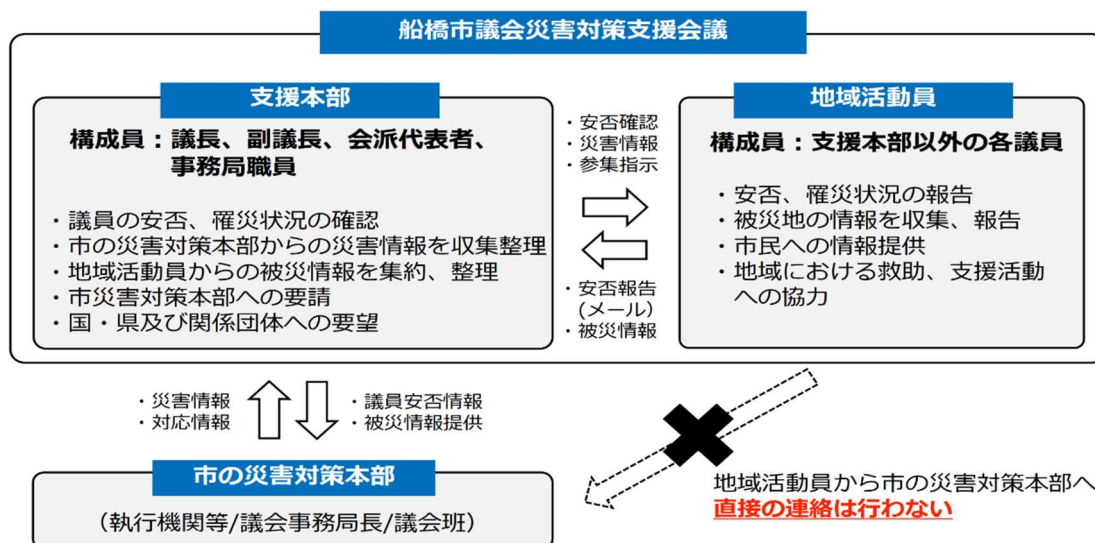 船橋市議会災害対策支援会議
支援本部
構成員：議長、副議長、会派代表者、
事務局職員
・議員の安否、罹災状況の確認
・市の災害対策本部からの災害情報を収集整理
・地域活動員からの被災情報を集約、整理
・市災害対策本部への要請
・国・県及び関係団体への要望
・安否確認
・災害情報
・参集指示
・安否報告
(メール）
・被災情報
地域活動員
構成員：支援本部以外の各議員
・安否、罹災状況の報告
・被災地の情報を収集、報告
・市民への情報提供
・地域における救助、支援活動
への協力
・災害情報
・対応情報
・議員安否情報
・被災情報提供
市の災害対策本部
（執行機関等/議会事務局長/議会班）
地域活動員から市の災害対策本部へ
直接の連絡は行わない